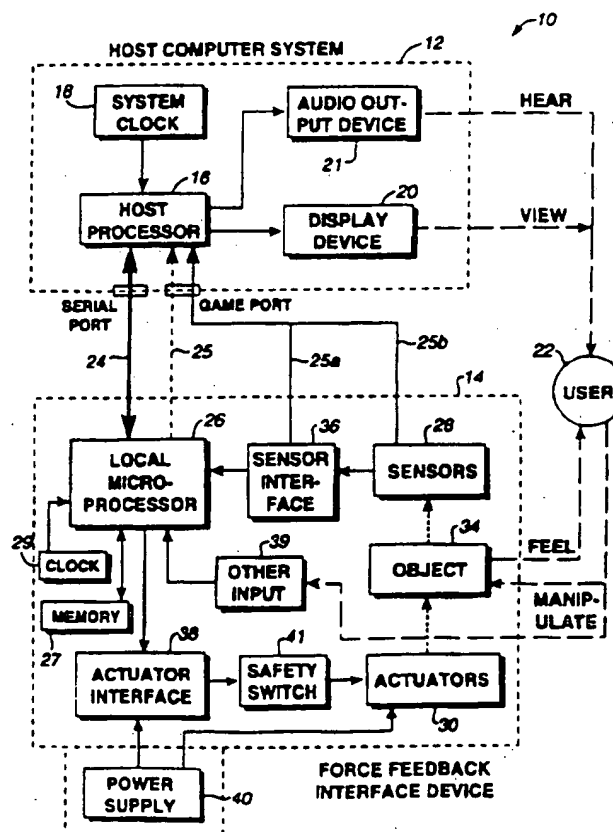 10
HOST COMPUTER SYSTEM
12
18
SYSTEM
CLOCK
AUDIO OUT-
PUT DEVICE
21
HEAR
16
HOST
PROCESSOR
20
DISPLAY
DEVICE
VIEW
SERIAL
PORT
GAME PORT
24
25
25a
25b
14
22
USER
26
LOCAL
MICRO-
PROCESSOR
36
SENSOR
INTER-
FACE
28
SENSORS
29
CLOCK
39
OTHER
INPUT
34
OBJECT
FEEL
MANIP-
ULATE
MEMORY
27
38
ACTUATOR
INTERFACE
41
SAFETY
SWITCH
ACTUATORS
30
POWER
SUPPLY
40
FORCE FEEDBACK
INTERFACE DEVICE